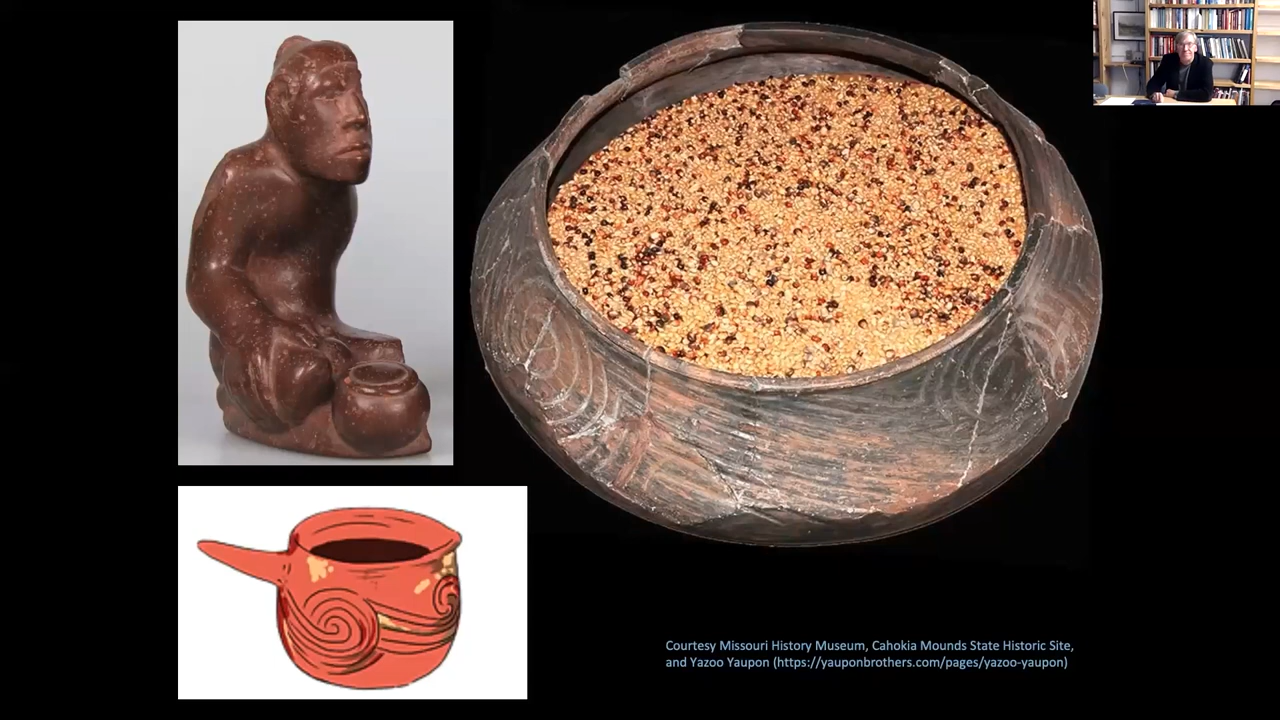 Courtesy Missouri History Museum, Cahokia Mounds State Historic Site,
and Yazoo Yaupon (https://yauponbrothers.com/pages/yazoo-yaupon)